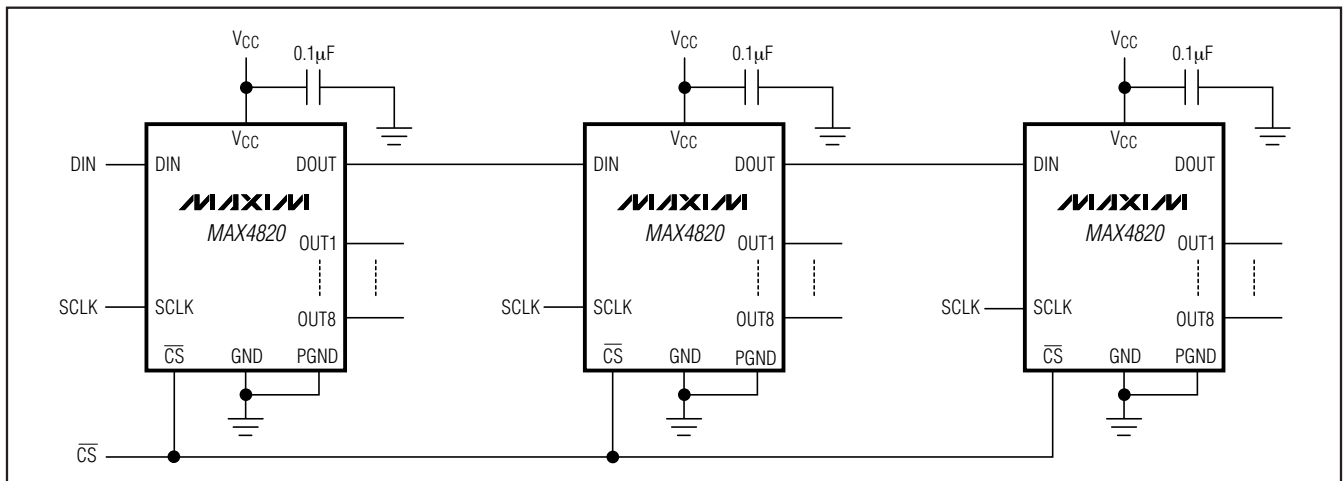 VCC
0.1μF
VCC
DIN
DIN
DOUT
MAXIM
MAX4820
OUT1
SCLK
SCLK
OUT8
CS
GND
PGND
VCC
0.1μF
VCC
DIN
DOUT
MAXIM
MAX4820
OUT1
SCLK
SCLK
OUT8
CS
GND
PGND
VCC
0.1μF
VCC
DIN
DOUT
MAXIM
MAX4820
OUT1
SCLK
SCLK
OUT8
CS
GND
PGND
CS